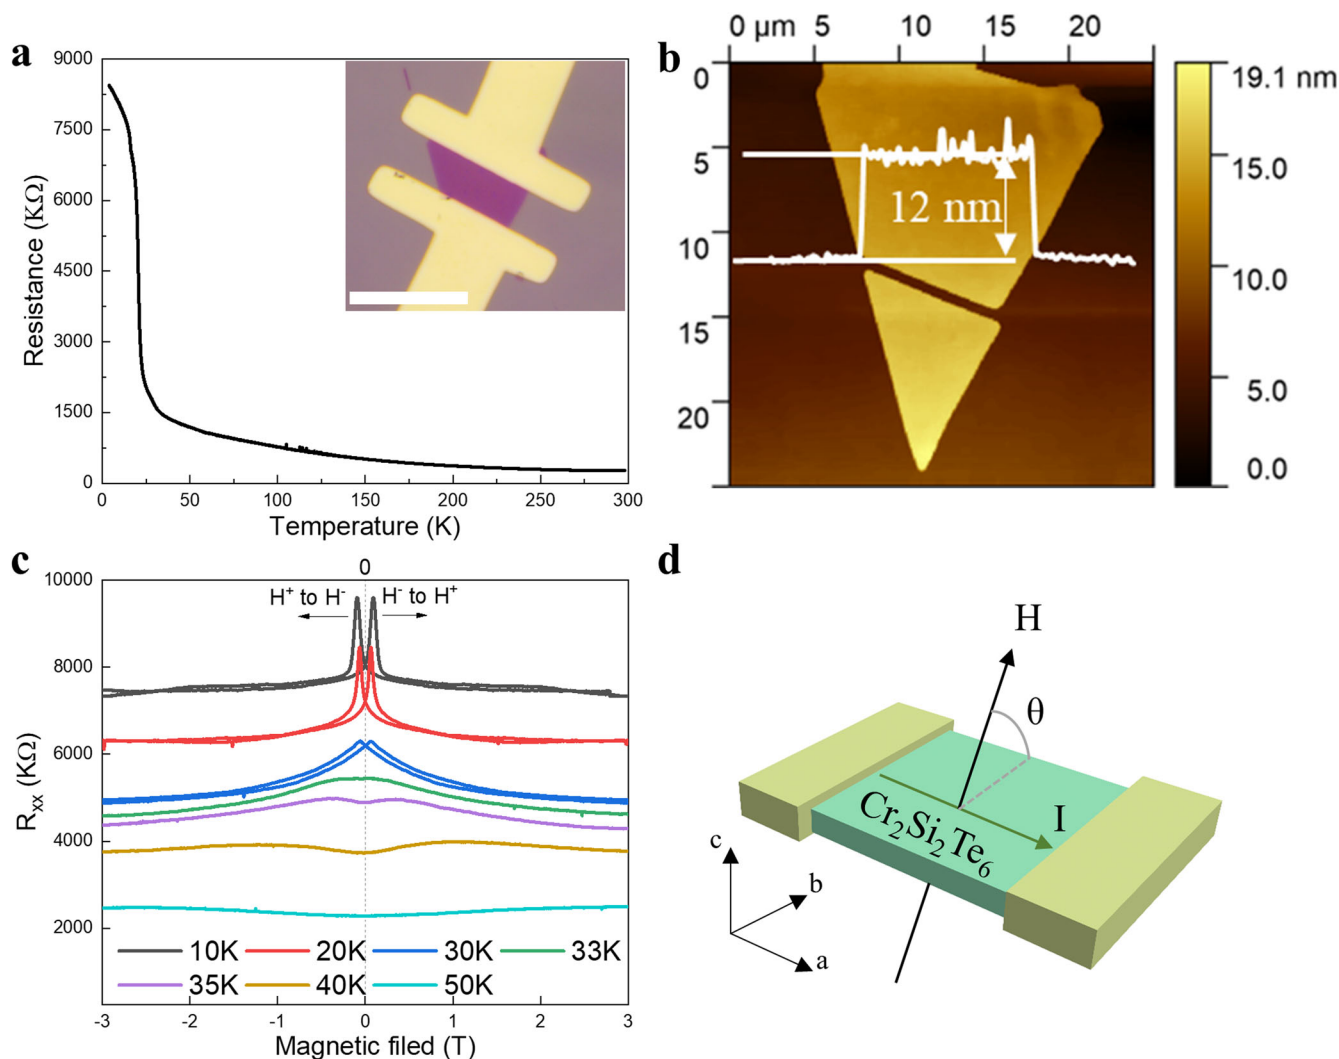 a
9000
7500
6000
4500
3000
1500
0
Resistance (KΩ)
0 50 100 150 200 250 300
Temperature (K)
b
0 µm 5 10 15 20
0
5
10
15
20
12 nm
19.1 nm
15.0
10.0
5.0
0.0
c
0
H⁺ to H⁻ H⁻ to H⁺
10000
8000
6000
4000
2000
Rₓₓ (KΩ)
10K 20K 30K 33K
35K 40K 50K
-3 -2 -1 0 1 2 3
Magnetic filed (T)
d
H
θ
I
Cr₂Si₂Te₆
c
b
a